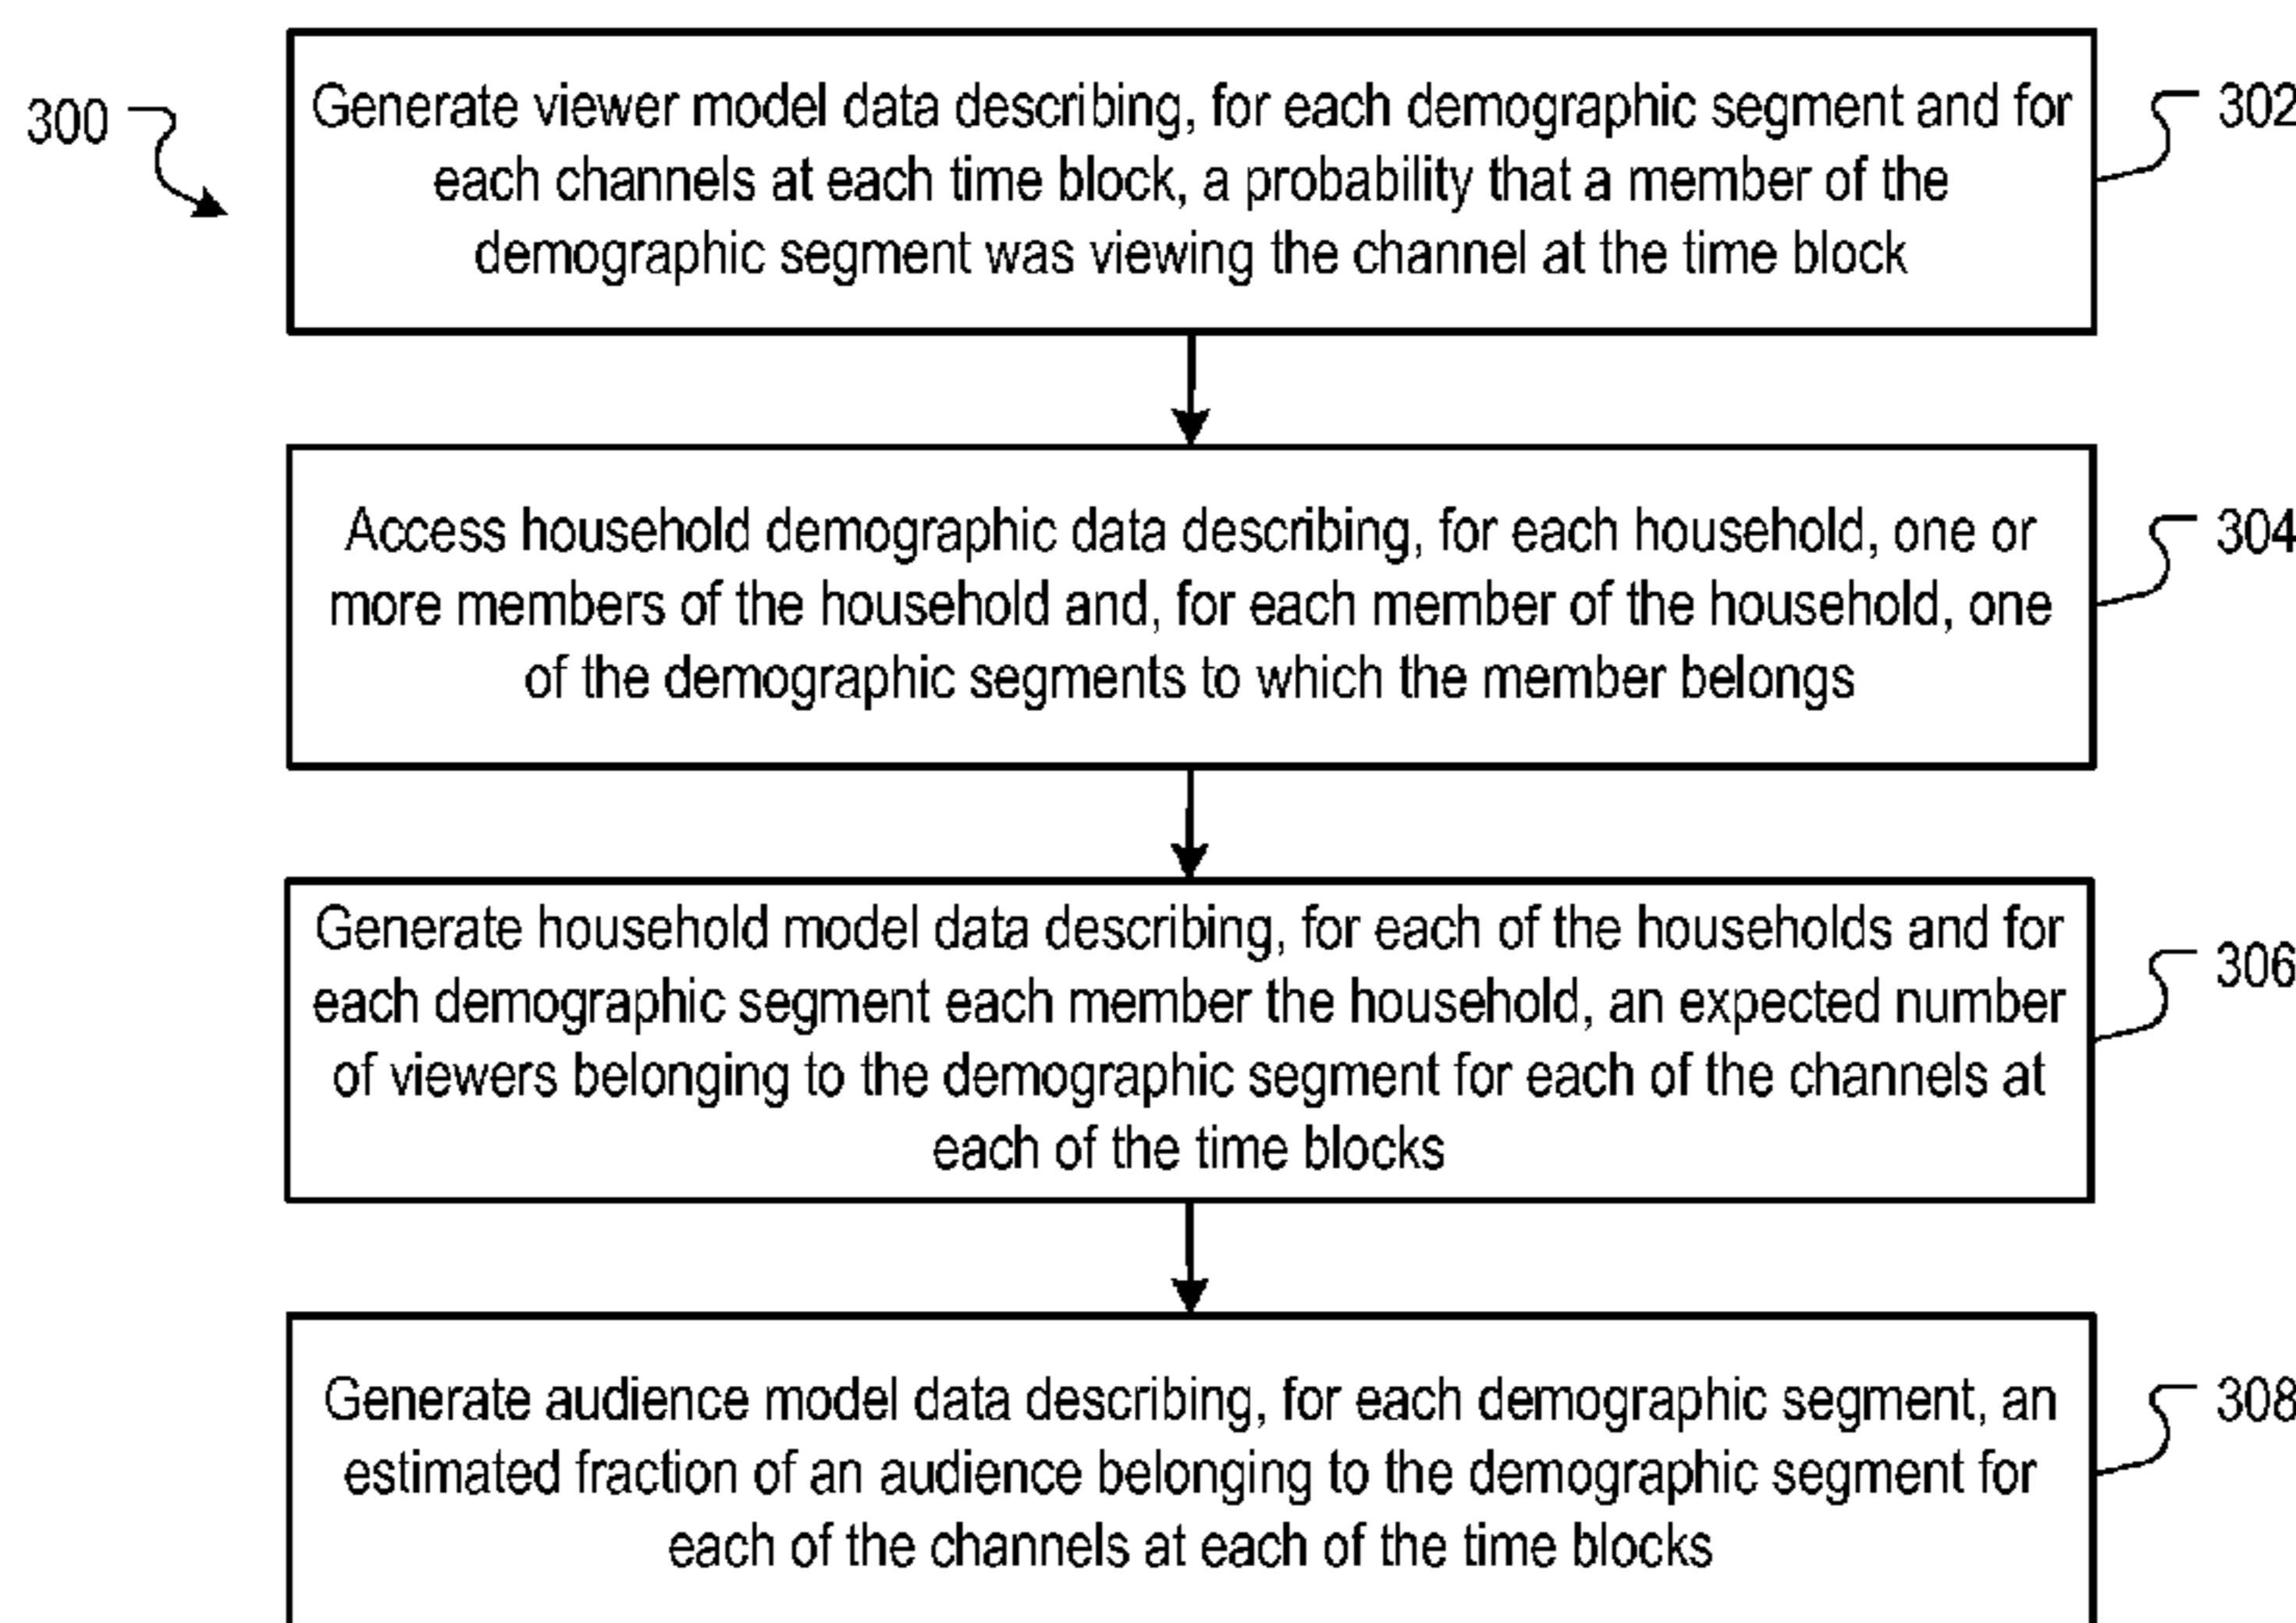 300
Generate viewer model data describing, for each demographic segment and for
each channels at each time block, a probability that a member of the
demographic segment was viewing the channel at the time block
302
Access household demographic data describing, for each household, one or
more members of the household and, for each member of the household, one
of the demographic segments to which the member belongs
304
Generate household model data describing, for each of the households and for
each demographic segment each member the household, an expected number
of viewers belonging to the demographic segment for each of the channels at
each of the time blocks
306
Generate audience model data describing, for each demographic segment, an
estimated fraction of an audience belonging to the demographic segment for
each of the channels at each of the time blocks
308